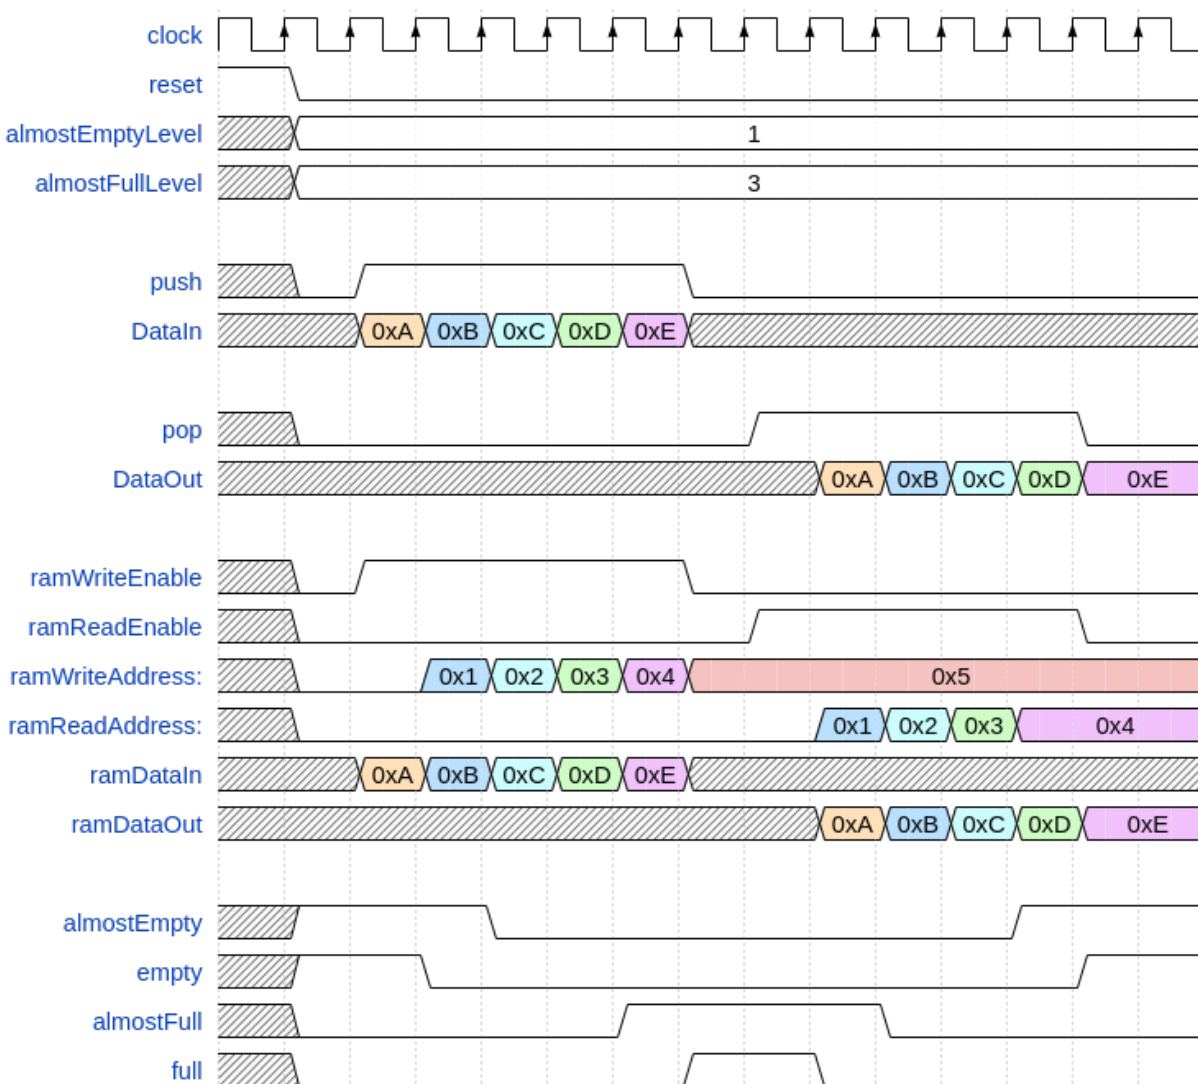 clock
reset
almostEmptyLevel 1
almostFullLevel 3
push
DataIn 0xA 0xB 0xC 0xD 0xE
pop
DataOut 0xA 0xB 0xC 0xD 0xE
ramWriteEnable
ramReadEnable
ramWriteAddress: 0x1 0x2 0x3 0x4 0x5
ramReadAddress: 0x1 0x2 0x3 0x4
ramDataIn 0xA 0xB 0xC 0xD 0xE
ramDataOut 0xA 0xB 0xC 0xD 0xE
almostEmpty
empty
almostFull
full